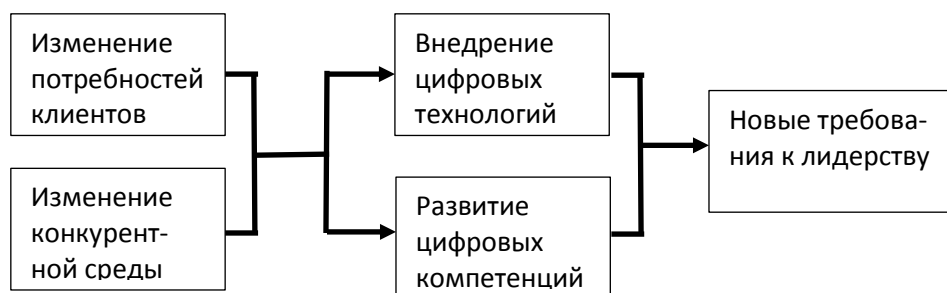 Изменение
потребностей
клиентов
Изменение
конкурент-
ной среды
Внедрение
цифровых
технологий
Развитие
цифровых
компетенций
Новые требова-
ния к лидерству